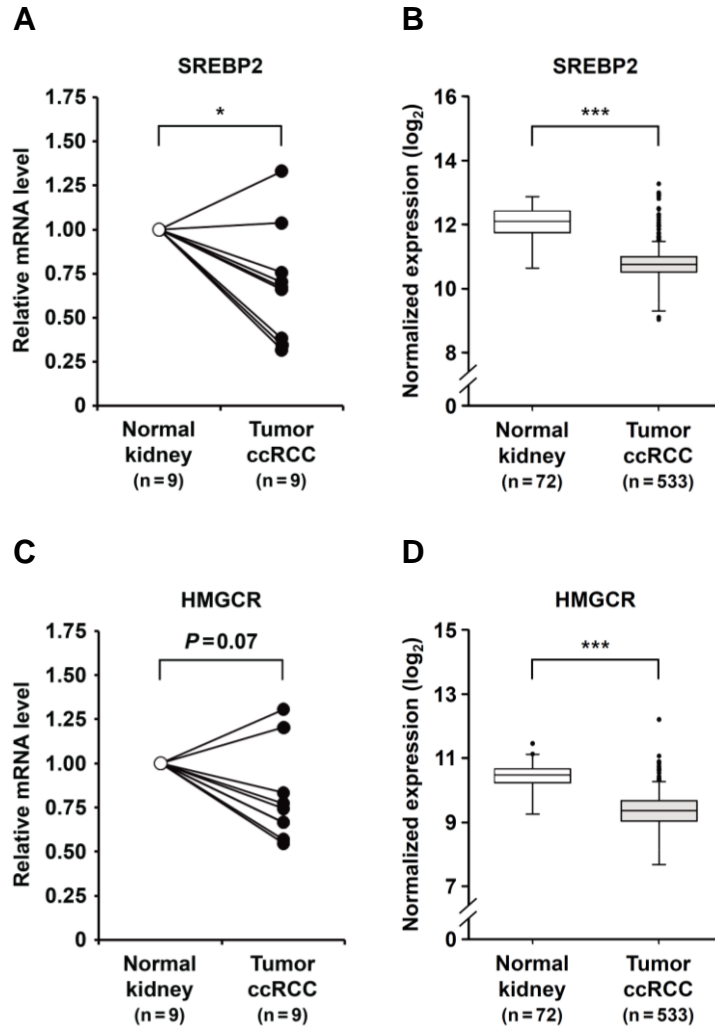 A
SREBP2
Relative mRNA level
1.75
1.50
1.25
1.00
0.75
0.50
0.25
0
*
Normal kidney
(n=9)
Tumor ccRCC
(n=9)
B
SREBP2
Normalized expression (log2)
16
14
12
10
8
0
***
Normal kidney
(n=72)
Tumor ccRCC
(n=533)
C
HMGCR
Relative mRNA level
1.75
1.50
1.25
1.00
0.75
0.50
0.25
0
P=0.07
Normal kidney
(n=9)
Tumor ccRCC
(n=9)
D
HMGCR
Normalized expression (log2)
15
13
11
9
7
0
***
Normal kidney
(n=72)
Tumor ccRCC
(n=533)